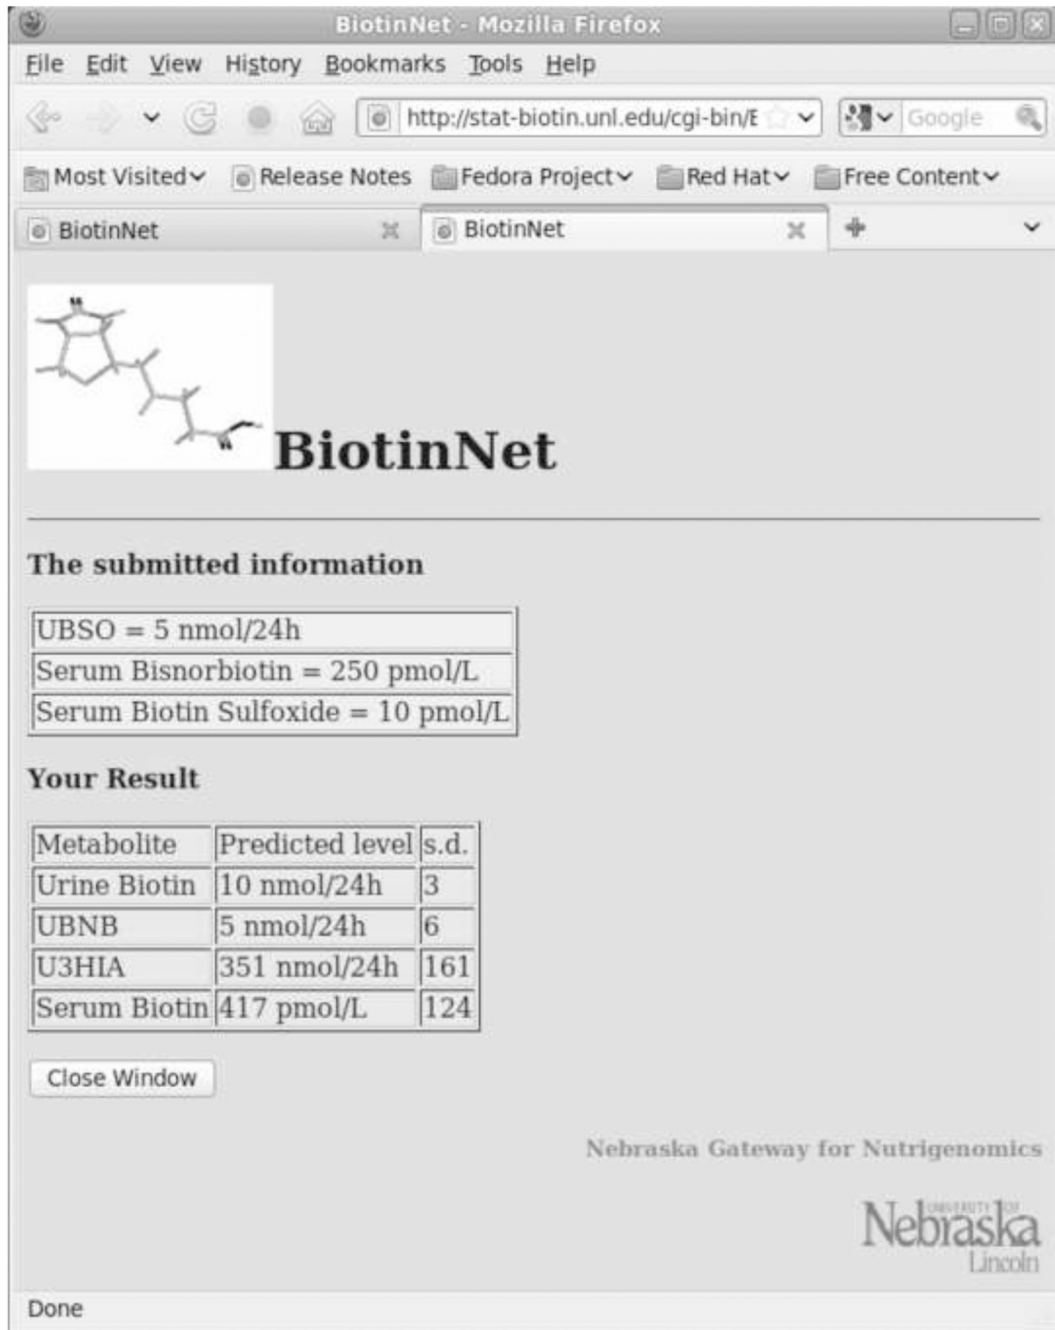 BiotinNet - Mozilla Firefox
File Edit View History Bookmarks Tools Help
http://stat-biotin.unl.edu/cgi-bin/E Google
Most Visited Release Notes Fedora Project Red Hat Free Content
BiotinNet BiotinNet
BiotinNet
The submitted information
UBSO = 5 nmol/24h
Serum Bisnorbiotin = 250 pmol/L
Serum Biotin Sulfoxide = 10 pmol/L
Your Result
Metabolite Predicted level s.d.
Urine Biotin 10 nmol/24h 3
UBNB 5 nmol/24h 6
U3HIA 351 nmol/24h 161
Serum Biotin 417 pmol/L 124
Close Window
Nebraska Gateway for Nutrigenomics
UNIVERSITY OF
Nebraska
Lincoln
Done